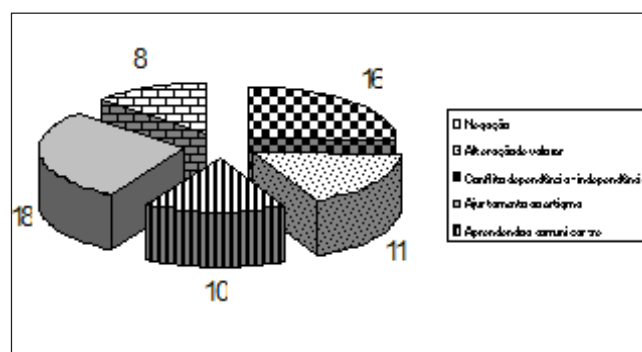 8
16
18
11
10
Negação
Alteração de valores
Conflito dependência - independência
Ajustamento ao estigma
Aprendendo a comunicar-se